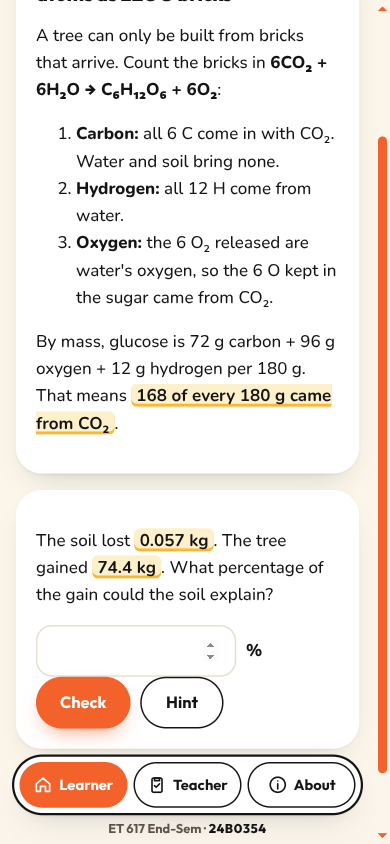 A tree can only be built from bricks
that arrive. Count the bricks in 6CO₂ +
6H₂O → C₆H₁₂O₆ + 6O₂:
1. Carbon: all 6 C come in with CO₂.
Water and soil bring none.
2. Hydrogen: all 12 H come from
water.
3. Oxygen: the 6 O₂ released are
water's oxygen, so the 6 O kept in
the sugar came from CO₂.
By mass, glucose is 72 g carbon + 96 g
oxygen + 12 g hydrogen per 180 g.
That means 168 of every 180 g came
from CO₂.
The soil lost 0.057 kg. The tree
gained 74.4 kg. What percentage of
the gain could the soil explain?
%
Check Hint
Learner Teacher About
ET 617 End-Sem · 24B0354